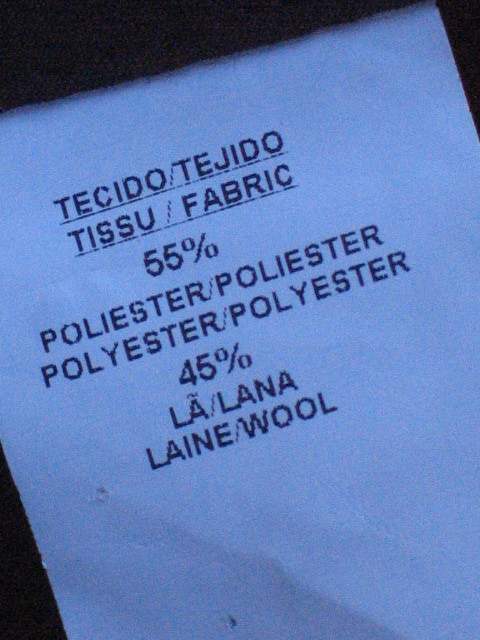 TECIDO/TEJIDO
TISSU / FABRIC
55%
POLIESTER/POLIESTER
POLYESTER/POLYESTER
45%
LÃ/LANA
LAINE/WOOL